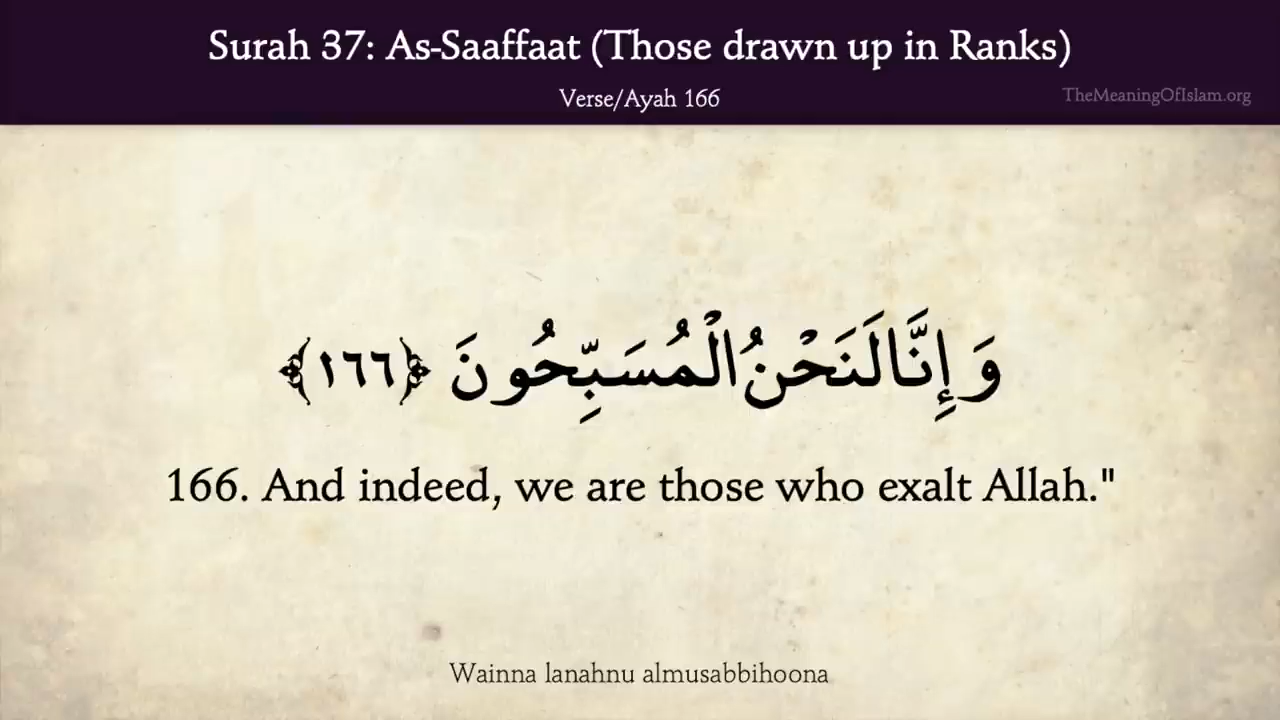 Surah 37: As-Saaffaat (Those drawn up in Ranks)
Verse/Ayah 166
TheMeaningOfIslam.org
وَإِنَّا لَنَحْنُ الْمُسَبِّحُونَ ﴿١٦٦﴾
166. And indeed, we are those who exalt Allah."
Wainna lanahnu almusabbihoona